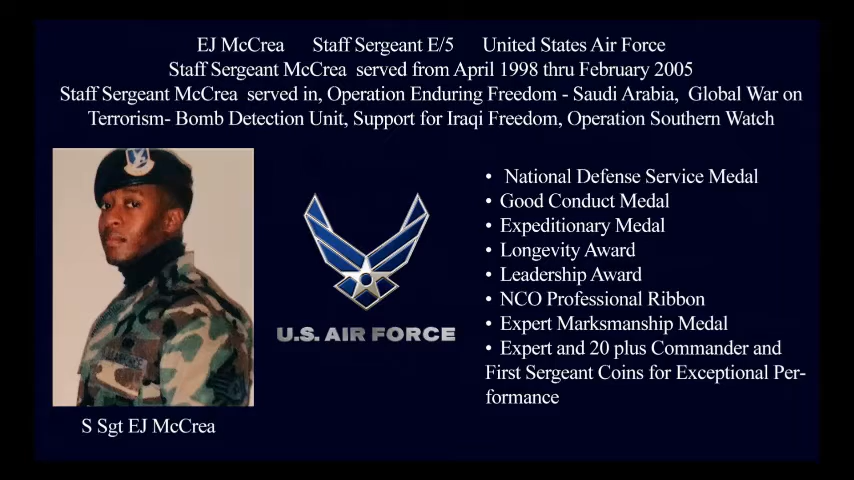 EJ McCrea Staff Sergeant E/5 United States Air Force
Staff Sergeant McCrea served from April 1998 thru February 2005
Staff Sergeant McCrea served in, Operation Enduring Freedom - Saudi Arabia, Global War on
Terrorism- Bomb Detection Unit, Support for Iraqi Freedom, Operation Southern Watch
• National Defense Service Medal
• Good Conduct Medal
• Expeditionary Medal
• Longevity Award
• Leadership Award
• NCO Professional Ribbon
• Expert Marksmanship Medal
• Expert and 20 plus Commander and
First Sergeant Coins for Exceptional Per-
formance
U.S. AIR FORCE
S Sgt EJ McCrea